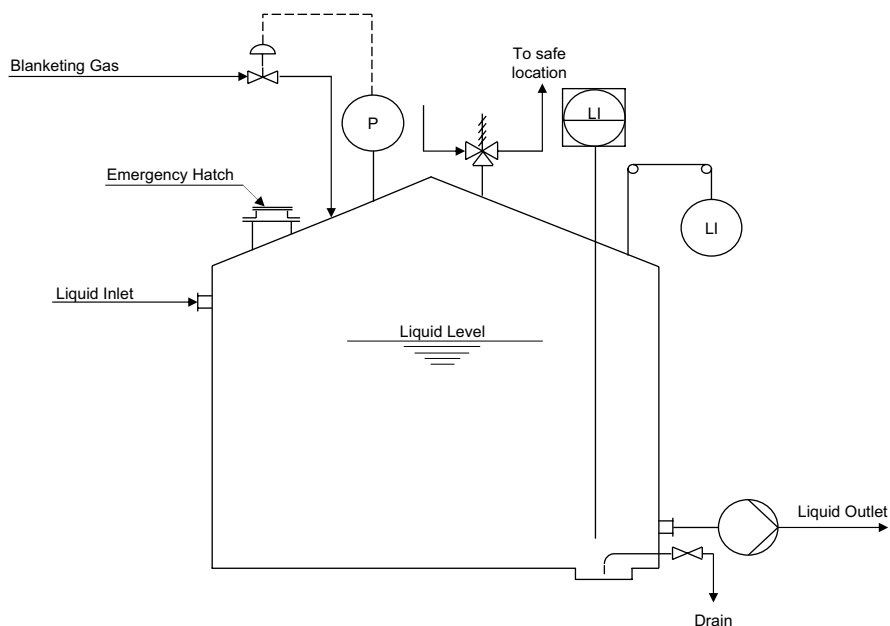 To safe
location
Blanketing Gas
LI
P
Emergency Hatch
LI
Liquid Inlet
Liquid Level
Liquid Outlet
Drain